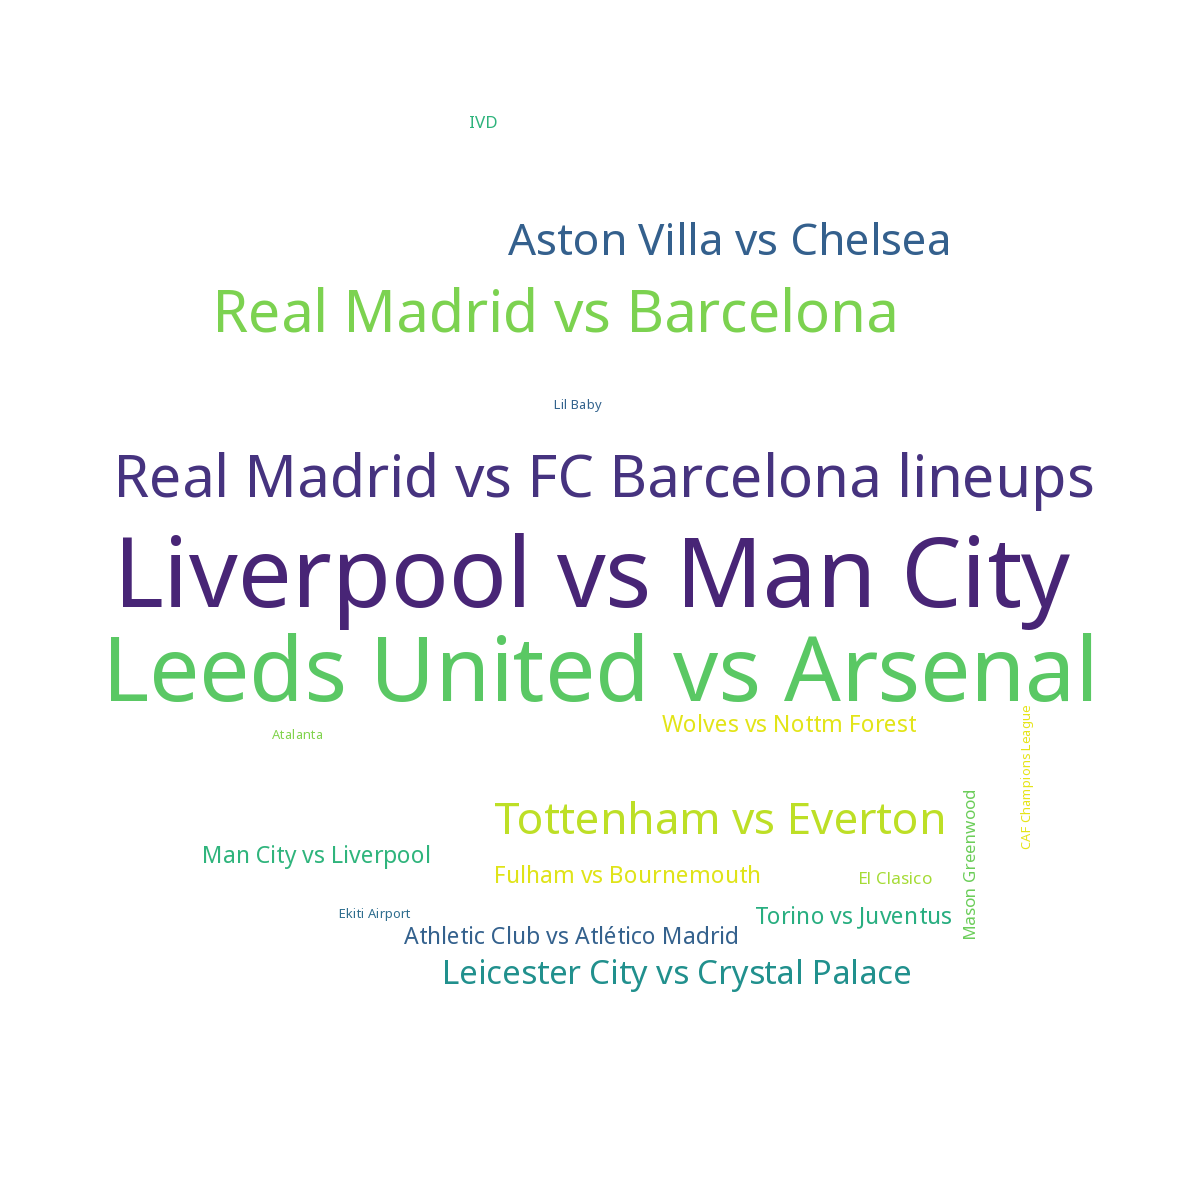 IVD
Aston Villa vs Chelsea
Real Madrid vs Barcelona
Lil Baby
Real Madrid vs FC Barcelona lineups
Liverpool vs Man City
Leeds United vs Arsenal
Wolves vs Nottm Forest
Atalanta
CAF Champions League
Tottenham vs Everton
Mason Greenwood
Man City vs Liverpool
Fulham vs Bournemouth
El Clasico
Ekiti Airport
Torino vs Juventus
Athletic Club vs Atlético Madrid
Leicester City vs Crystal Palace